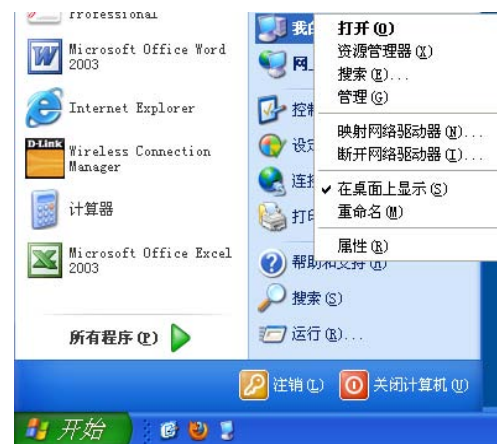 Professional
Microsoft Office Word
2003
Internet Explorer
D-Link
Wireless Connection
Manager
计算器
Microsoft Office Excel
2003
所有程序(P)
我的
网上
控制
设定
连接
打印
帮助和支持(H)
搜索(S)
运行(R)...
打开(O)
资源管理器(X)
搜索(E)...
管理(G)
映射网络驱动器(N)...
断开网络驱动器(I)...
在桌面上显示(S)
重命名(M)
属性(R)
注销(L)
关闭计算机(U)
开始